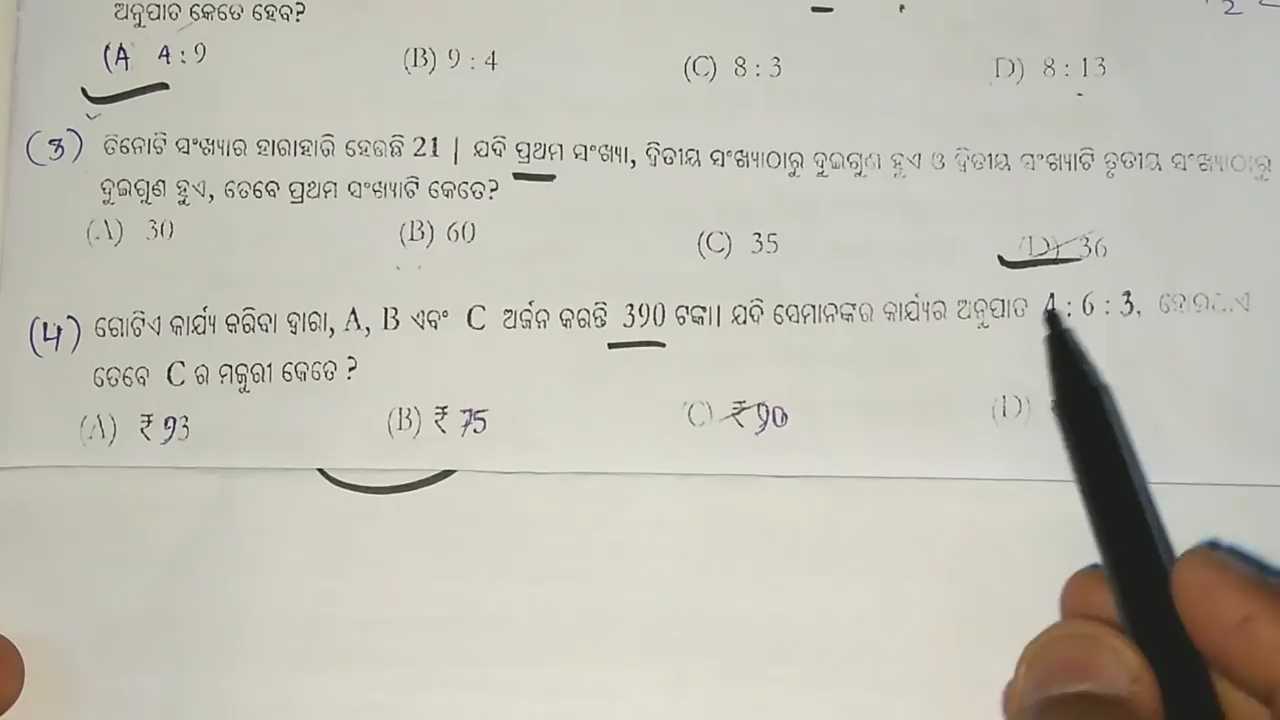 ଅନୁପାତ କେତେ ହେବ?
(A 4 : 9 (B) 9 : 4 (C) 8 : 3 D) 8 : 13
(3) ତିନୋଟି ସଂଖ୍ୟାର ହାରାହାରି ହେଉଛି 21 | ଯଦି ପ୍ରଥମ ସଂଖ୍ୟା, ଦ୍ୱିତୀୟ ସଂଖ୍ୟାଠାରୁ ଦୁଇଗୁଣ ହୁଏ ଓ ଦ୍ୱିତୀୟ ସଂଖ୍ୟାଟି ତୃତୀୟ ସଂଖ୍ୟାଠାରୁ
ଦୁଇଗୁଣ ହୁଏ, ତେବେ ପ୍ରଥମ ସଂଖ୍ୟାଟି କେତେ?
(A) 30 (B) 60 (C) 35 (D) 36
(4) ଗୋଟିଏ କାର୍ଯ୍ୟ କରିବା ଦ୍ୱାରା, A, B ଏବଂ C ଅର୍ଜନ କରନ୍ତି 390 ଟଙ୍କା। ଯଦି ସେମାନଙ୍କର କାର୍ଯ୍ୟର ଅନୁପାତ 4 : 6 : 3,
ତେବେ C ର ମଜୁରୀ କେତେ ?
(A) ₹ 93 (B) ₹ 75 (C) ₹ 90 (D)